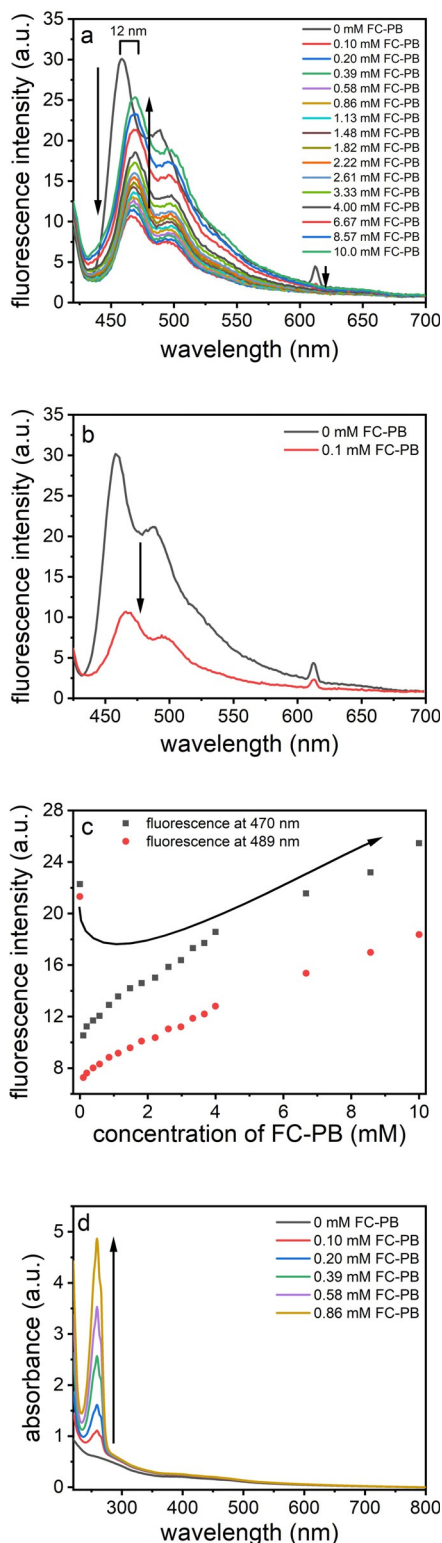 a
12 nm
0 mM FC-PB
0.10 mM FC-PB
0.20 mM FC-PB
0.39 mM FC-PB
0.58 mM FC-PB
0.86 mM FC-PB
1.13 mM FC-PB
1.48 mM FC-PB
1.82 mM FC-PB
2.22 mM FC-PB
2.61 mM FC-PB
3.33 mM FC-PB
4.00 mM FC-PB
6.67 mM FC-PB
8.57 mM FC-PB
10.0 mM FC-PB
fluorescence intensity (a.u.)
35
30
25
20
15
10
5
0
450 500 550 600 650 700
wavelength (nm)
b
0 mM FC-PB
0.1 mM FC-PB
fluorescence intensity (a.u.)
35
30
25
20
15
10
5
0
450 500 550 600 650 700
wavelength (nm)
c
fluorescence at 470 nm
fluorescence at 489 nm
fluorescence intensity (a.u.)
28
24
20
16
12
8
0 2 4 6 8 10
concentration of FC-PB (mM)
d
0 mM FC-PB
0.10 mM FC-PB
0.20 mM FC-PB
0.39 mM FC-PB
0.58 mM FC-PB
0.86 mM FC-PB
absorbance (a.u.)
5
4
3
2
1
0
300 400 500 600 700 800
wavelength (nm)